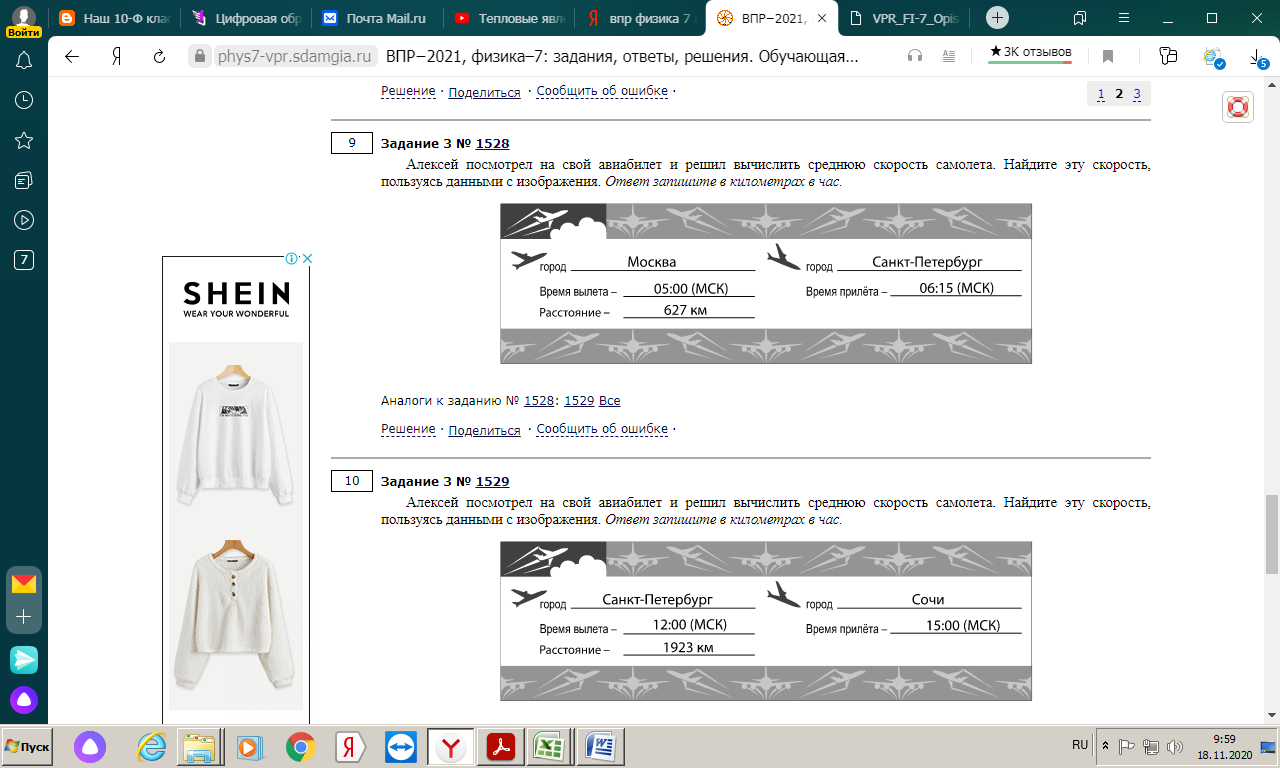 Войти
Наш 10-Ф клас
Цифровая обр
Почта Mail.ru
Тепловые явле
впр физика 7 к
ВПР−2021,
VPR_FI-7_Opis
phys7-vpr.sdamgia.ru
ВПР−2021, физика–7: задания, ответы, решения. Обучающая...
★3К отзывов
5
7
Решение · Поделиться · Сообщить об ошибке ·
1 2 3
9
Задание 3 № 1528
Алексей посмотрел на свой авиабилет и решил вычислить среднюю скорость самолета. Найдите эту скорость,
пользуясь данными с изображения. Ответ запишите в километрах в час.
город Москва
город Санкт-Петербург
Время вылета – 05:00 (МСК)
Время прилёта – 06:15 (МСК)
Расстояние – 627 км
SHEIN
WEAR YOUR WONDERFUL
Аналоги к заданию № 1528: 1529 Все
Решение · Поделиться · Сообщить об ошибке ·
10
Задание 3 № 1529
Алексей посмотрел на свой авиабилет и решил вычислить среднюю скорость самолета. Найдите эту скорость,
пользуясь данными с изображения. Ответ запишите в километрах в час.
город Санкт-Петербург
город Сочи
Время вылета – 12:00 (МСК)
Время прилёта – 15:00 (МСК)
Расстояние – 1923 км
Пуск
RU
9:59
18.11.2020